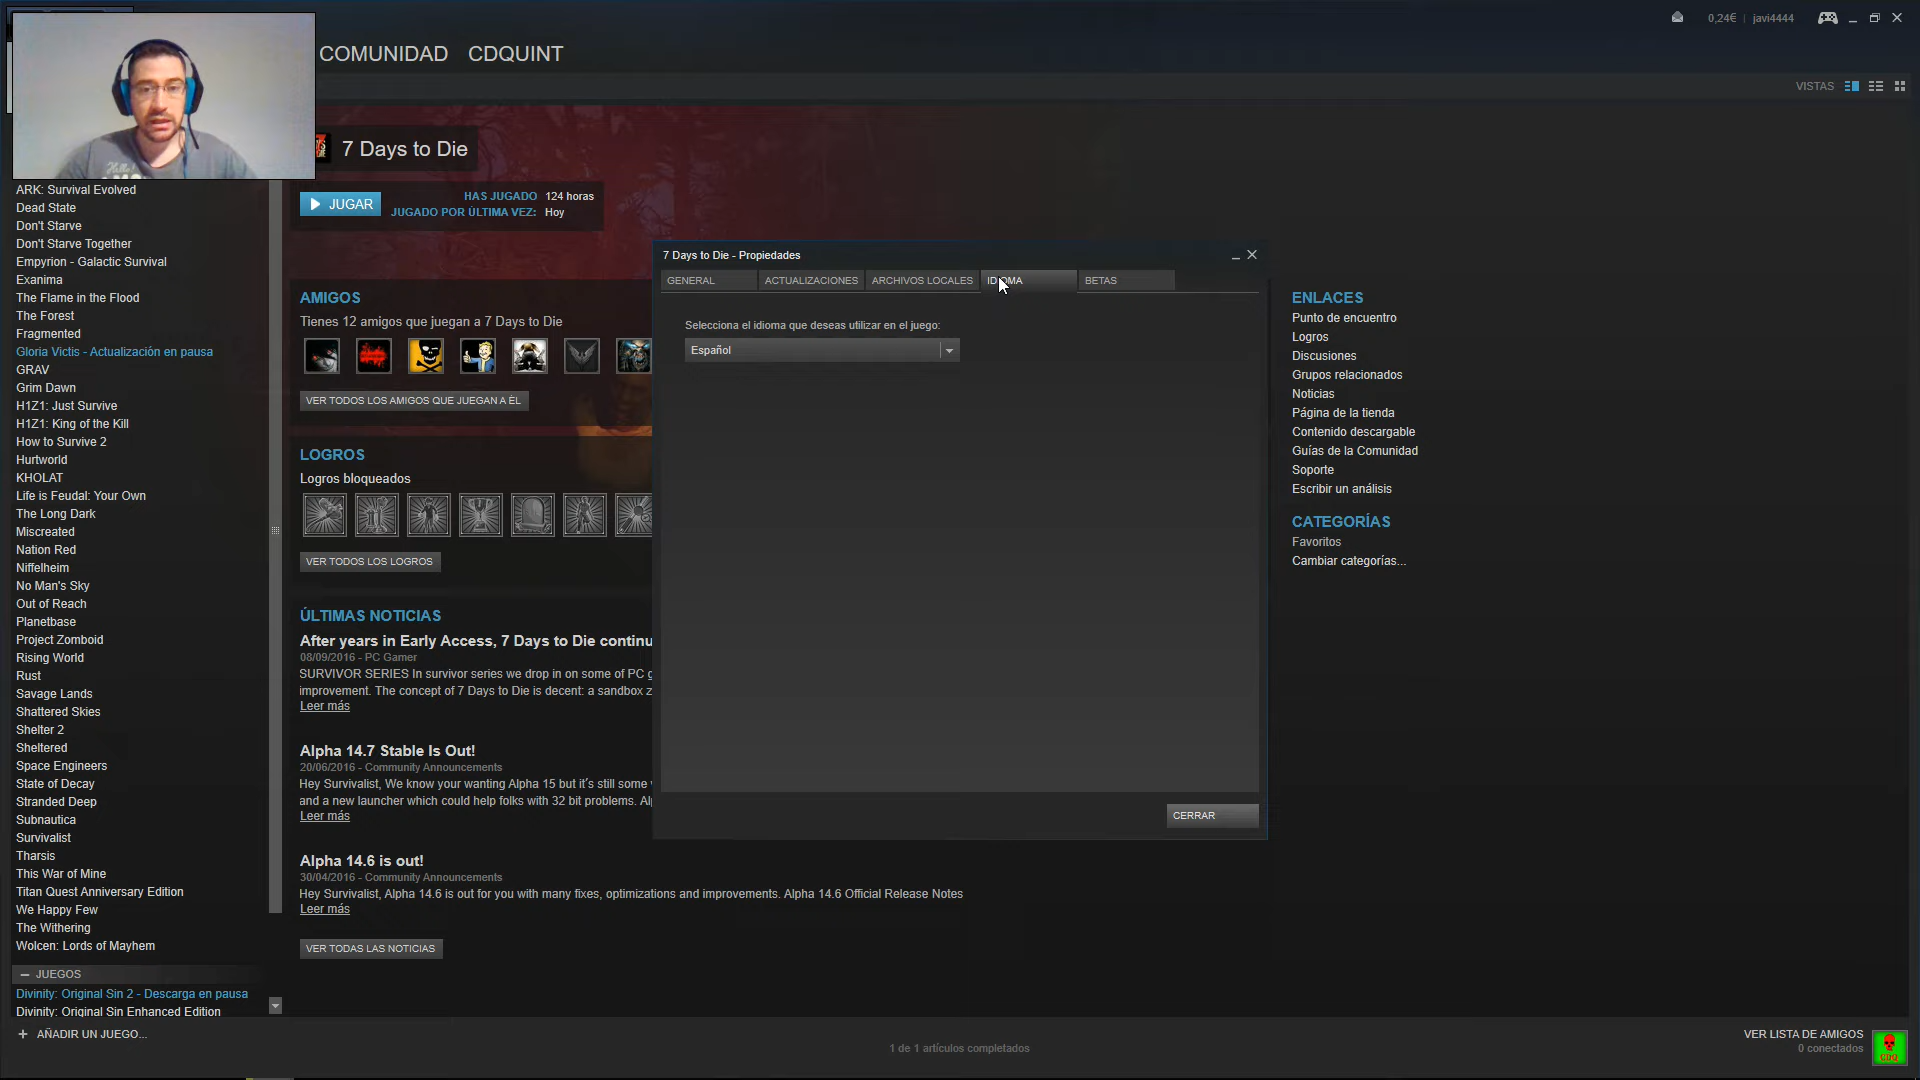 0,24€ | javi4444
COMUNIDAD CDQUINT
VISTAS
7 Days to Die
JUGAR
HAS JUGADO 124 horas
JUGADO POR ÚLTIMA VEZ: Hoy
ARK: Survival Evolved
Dead State
Don't Starve
Don't Starve Together
Empyrion - Galactic Survival
Exanima
The Flame in the Flood
The Forest
Fragmented
Gloria Victis - Actualización en pausa
GRAV
Grim Dawn
H1Z1: Just Survive
H1Z1: King of the Kill
How to Survive 2
Hurtworld
KHOLAT
Life is Feudal: Your Own
The Long Dark
Miscreated
Nation Red
Niffelheim
No Man's Sky
Out of Reach
Planetbase
Project Zomboid
Rising World
Rust
Savage Lands
Shattered Skies
Shelter 2
Sheltered
Space Engineers
State of Decay
Stranded Deep
Subnautica
Survivalist
Tharsis
This War of Mine
Titan Quest Anniversary Edition
We Happy Few
The Withering
Wolcen: Lords of Mayhem
JUEGOS
Divinity: Original Sin 2 - Descarga en pausa
Divinity: Original Sin Enhanced Edition
+ AÑADIR UN JUEGO...
AMIGOS
Tienes 12 amigos que juegan a 7 Days to Die
VER TODOS LOS AMIGOS QUE JUEGAN A ÉL
LOGROS
Logros bloqueados
VER TODOS LOS LOGROS
ÚLTIMAS NOTICIAS
After years in Early Access, 7 Days to Die continu
08/09/2016 - PC Gamer
SURVIVOR SERIES In survivor series we drop in on some of PC g
improvement. The concept of 7 Days to Die is decent: a sandbox z
Leer más
Alpha 14.7 Stable Is Out!
20/06/2016 - Community Announcements
Hey Survivalist, We know your wanting Alpha 15 but it's still some
and a new launcher which could help folks with 32 bit problems. Al
Leer más
Alpha 14.6 is out!
30/04/2016 - Community Announcements
Hey Survivalist, Alpha 14.6 is out for you with many fixes, optimizations and improvements. Alpha 14.6 Official Release Notes
Leer más
VER TODAS LAS NOTICIAS
7 Days to Die - Propiedades
GENERAL ACTUALIZACIONES ARCHIVOS LOCALES IDIOMA BETAS
Selecciona el idioma que deseas utilizar en el juego:
Español
CERRAR
ENLACES
Punto de encuentro
Logros
Discusiones
Grupos relacionados
Noticias
Página de la tienda
Contenido descargable
Guías de la Comunidad
Soporte
Escribir un análisis
CATEGORÍAS
Favoritos
Cambiar categorías...
1 de 1 artículos completados
VER LISTA DE AMIGOS
0 conectados
CDQ